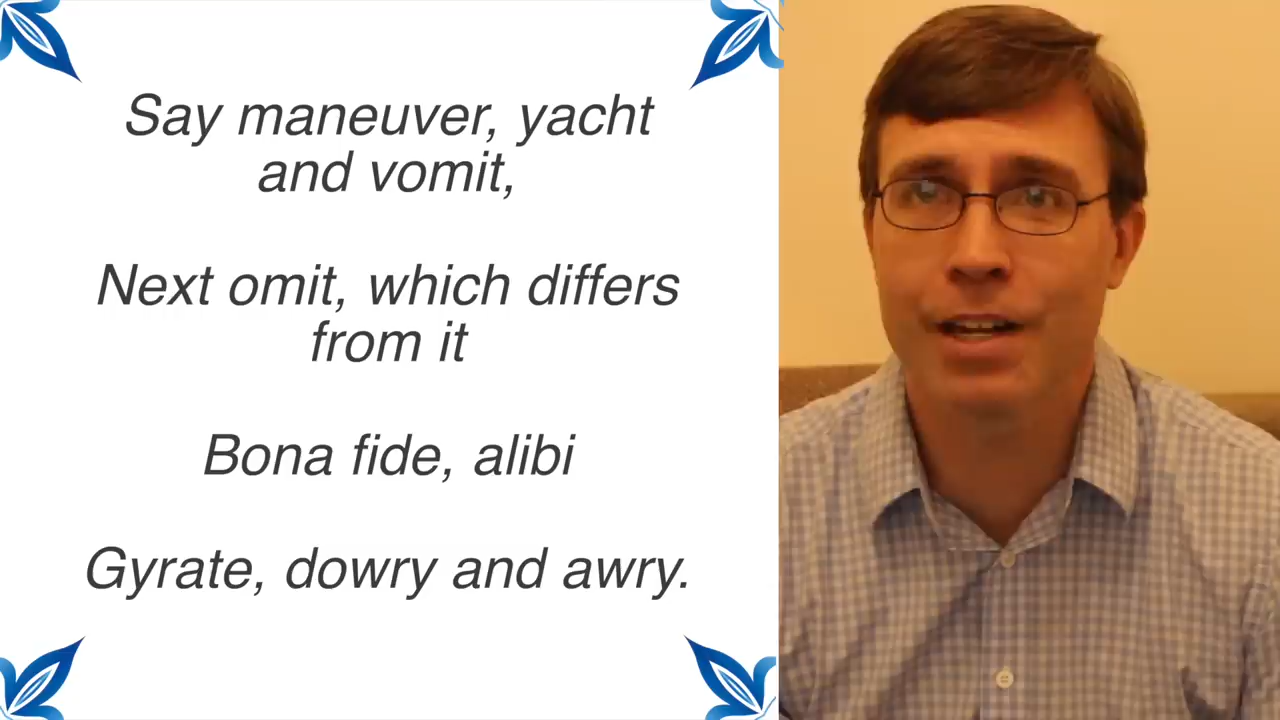 Say maneuver, yacht
and vomit,
Next omit, which differs
from it
Bona fide, alibi
Gyrate, dowry and awry.